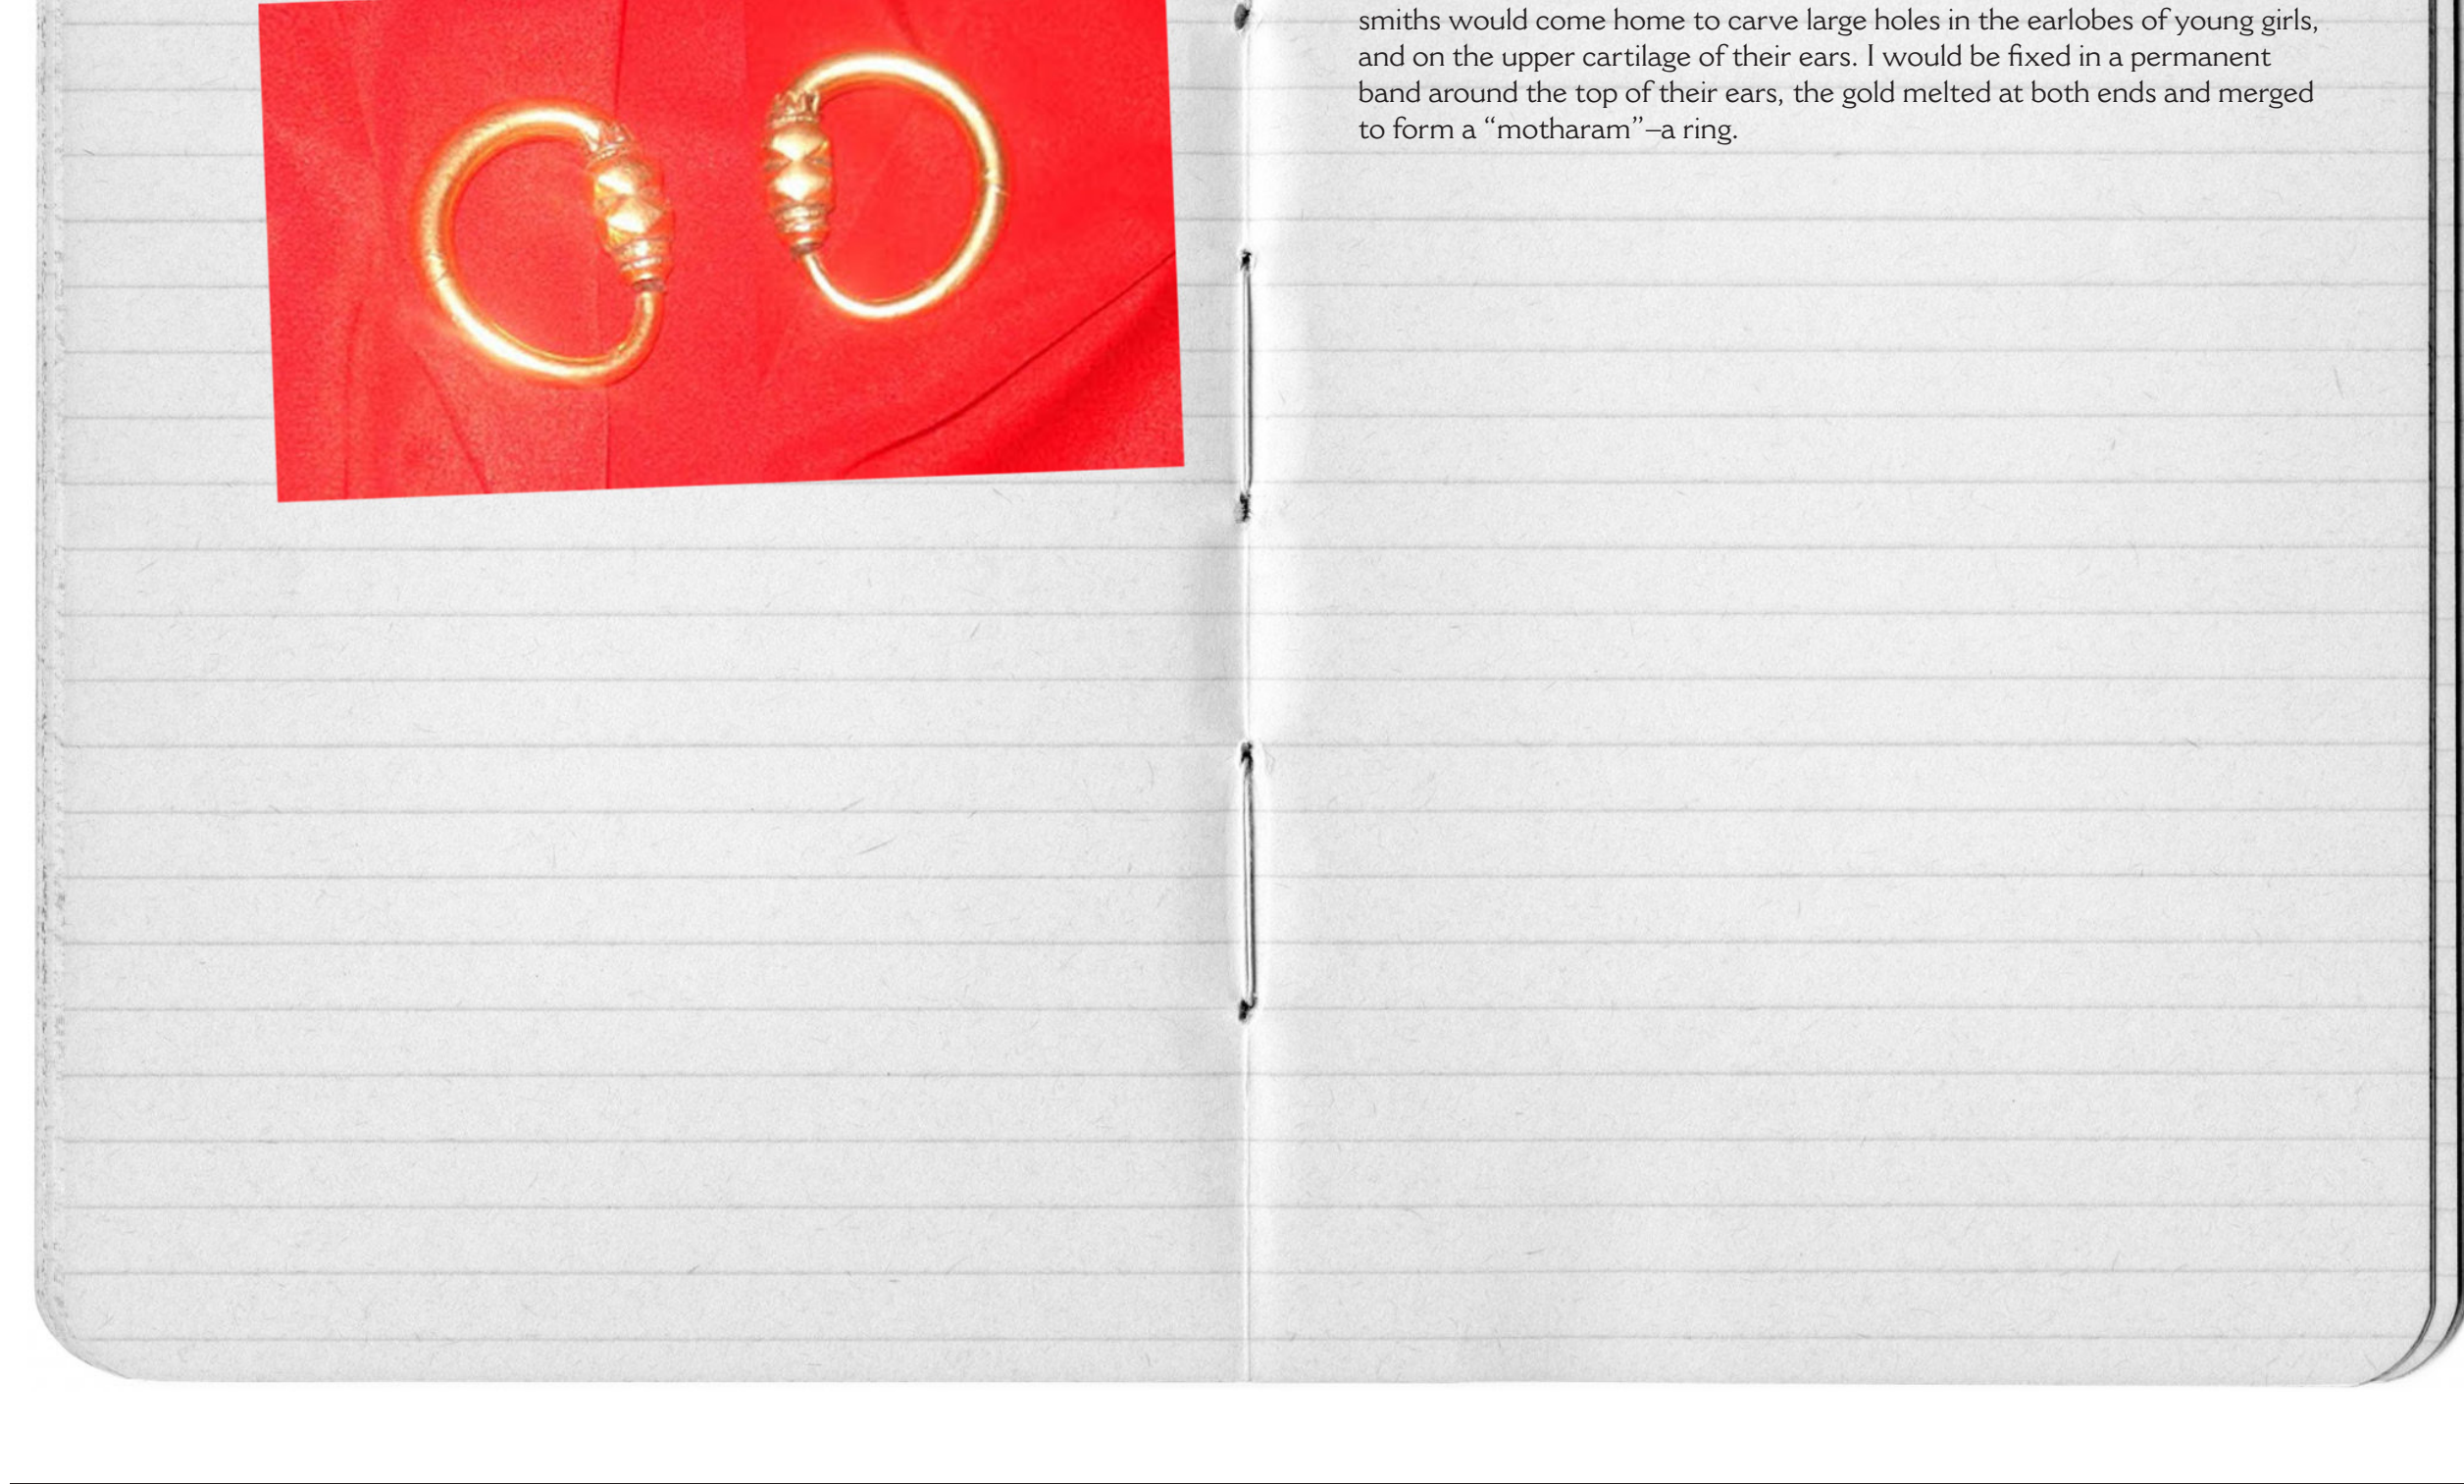 smiths would come home to carve large holes in the earlobes of young girls,
and on the upper cartilage of their ears. I would be fixed in a permanent
band around the top of their ears, the gold melted at both ends and merged
to form a “motharam”–a ring.